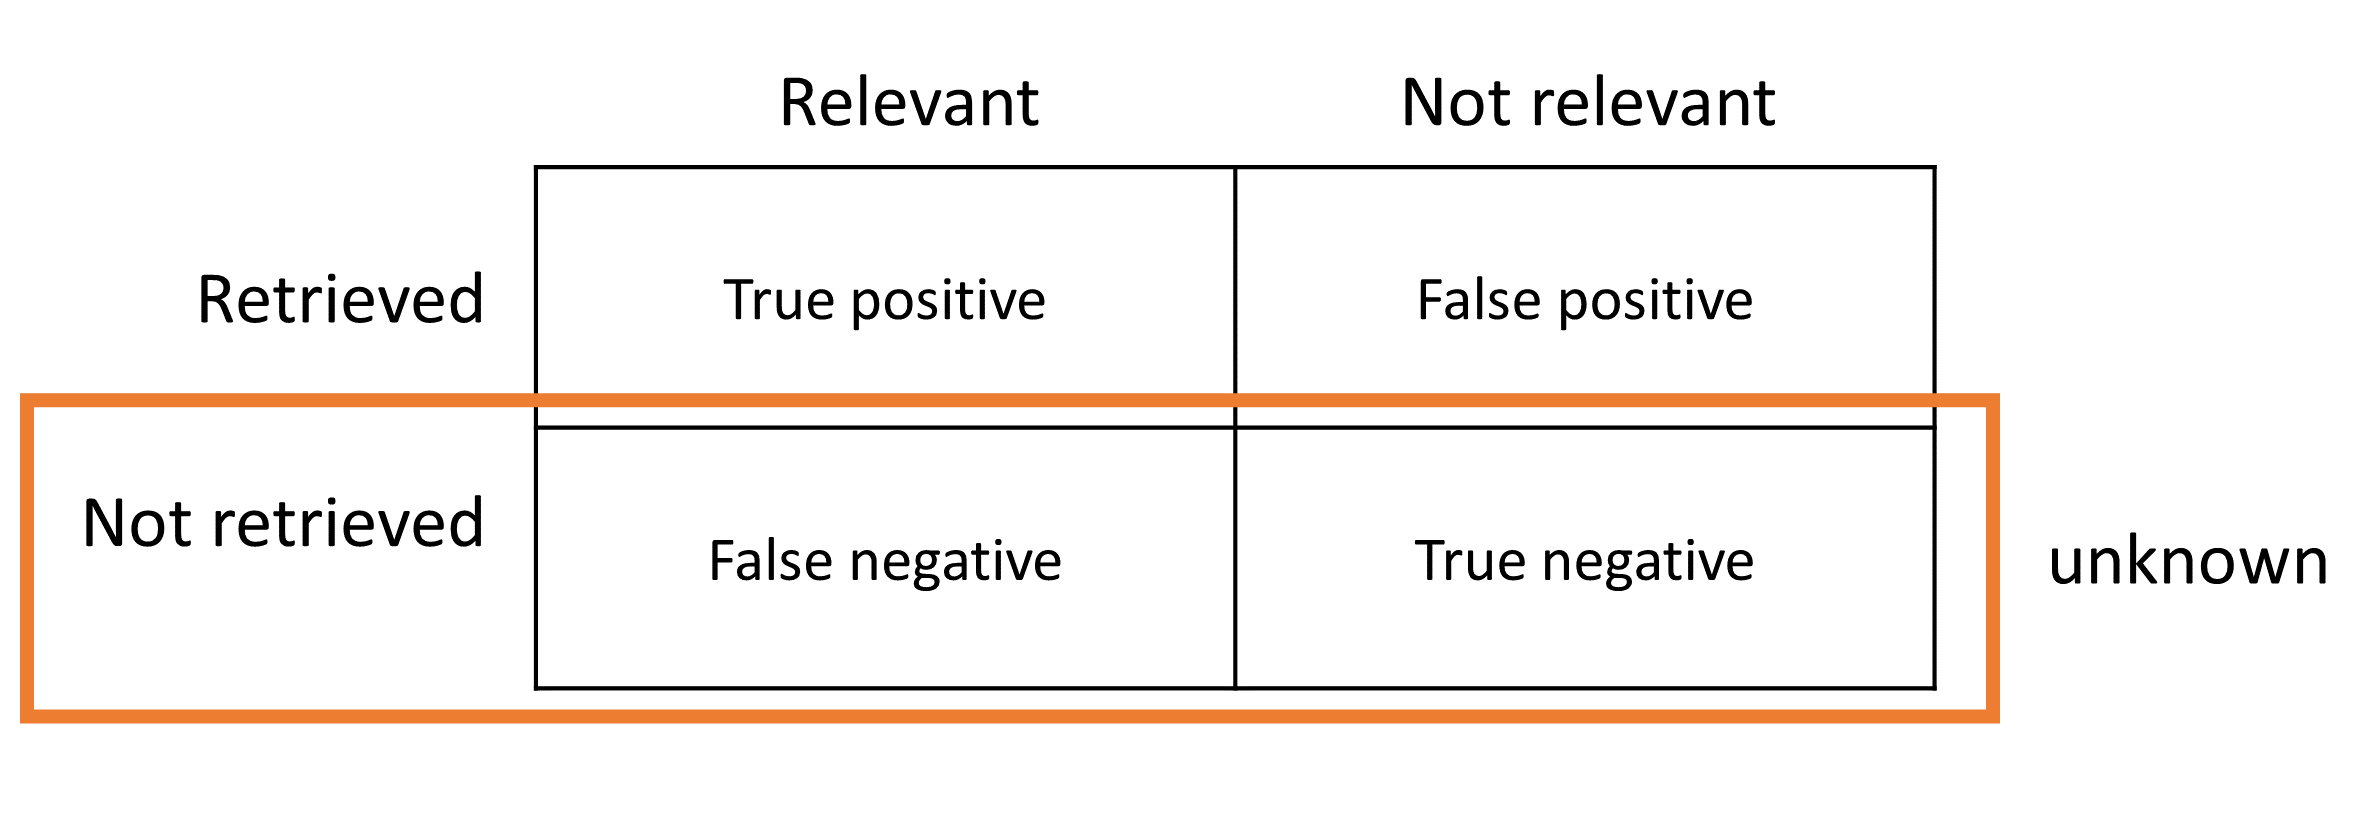 Relevant Not relevant
Retrieved True positive False positive
Not retrieved False negative True negative unknown